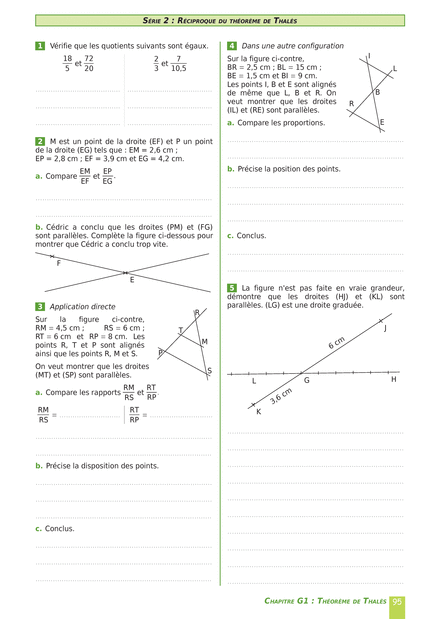 SÉRIE 2 : RÉCIPROQUE DU THÉORÈME DE THALÈS
1 Vérifie que les quotients suivants sont égaux.
18/5 et 72/20
2/3 et 7/10,5
2 M est un point de la droite (EF) et P un point
de la droite (EG) tels que : EM = 2,6 cm ;
EP = 2,8 cm ; EF = 3,9 cm et EG = 4,2 cm.
a. Compare EM/EF et EP/EG.
b. Cédric a conclu que les droites (PM) et (FG)
sont parallèles. Complète la figure ci-dessous pour
montrer que Cédric a conclu trop vite.
F
E
3 Application directe
Sur la figure ci-contre,
RM = 4,5 cm ; RS = 6 cm ;
RT = 6 cm et RP = 8 cm. Les
points R, T et P sont alignés
ainsi que les points R, M et S.
On veut montrer que les droites
(MT) et (SP) sont parallèles.
R
T
M
P
S
a. Compare les rapports RM/RS et RT/RP
RM/RS =
RT/RP =
b. Précise la disposition des points.
c. Conclus.
4 Dans une autre configuration
Sur la figure ci-contre,
BR = 2,5 cm ; BL = 15 cm ;
BE = 1,5 cm et BI = 9 cm.
Les points I, B et E sont alignés
de même que L, B et R. On
veut montrer que les droites
(IL) et (RE) sont parallèles.
I
L
B
R
E
a. Compare les proportions.
b. Précise la position des points.
c. Conclus.
5 La figure n'est pas faite en vraie grandeur,
démontre que les droites (HJ) et (KL) sont
parallèles. (LG) est une droite graduée.
J
6 cm
L
G
H
3,6 cm
K
CHAPITRE G1 : THÉORÈME DE THALÈS 95